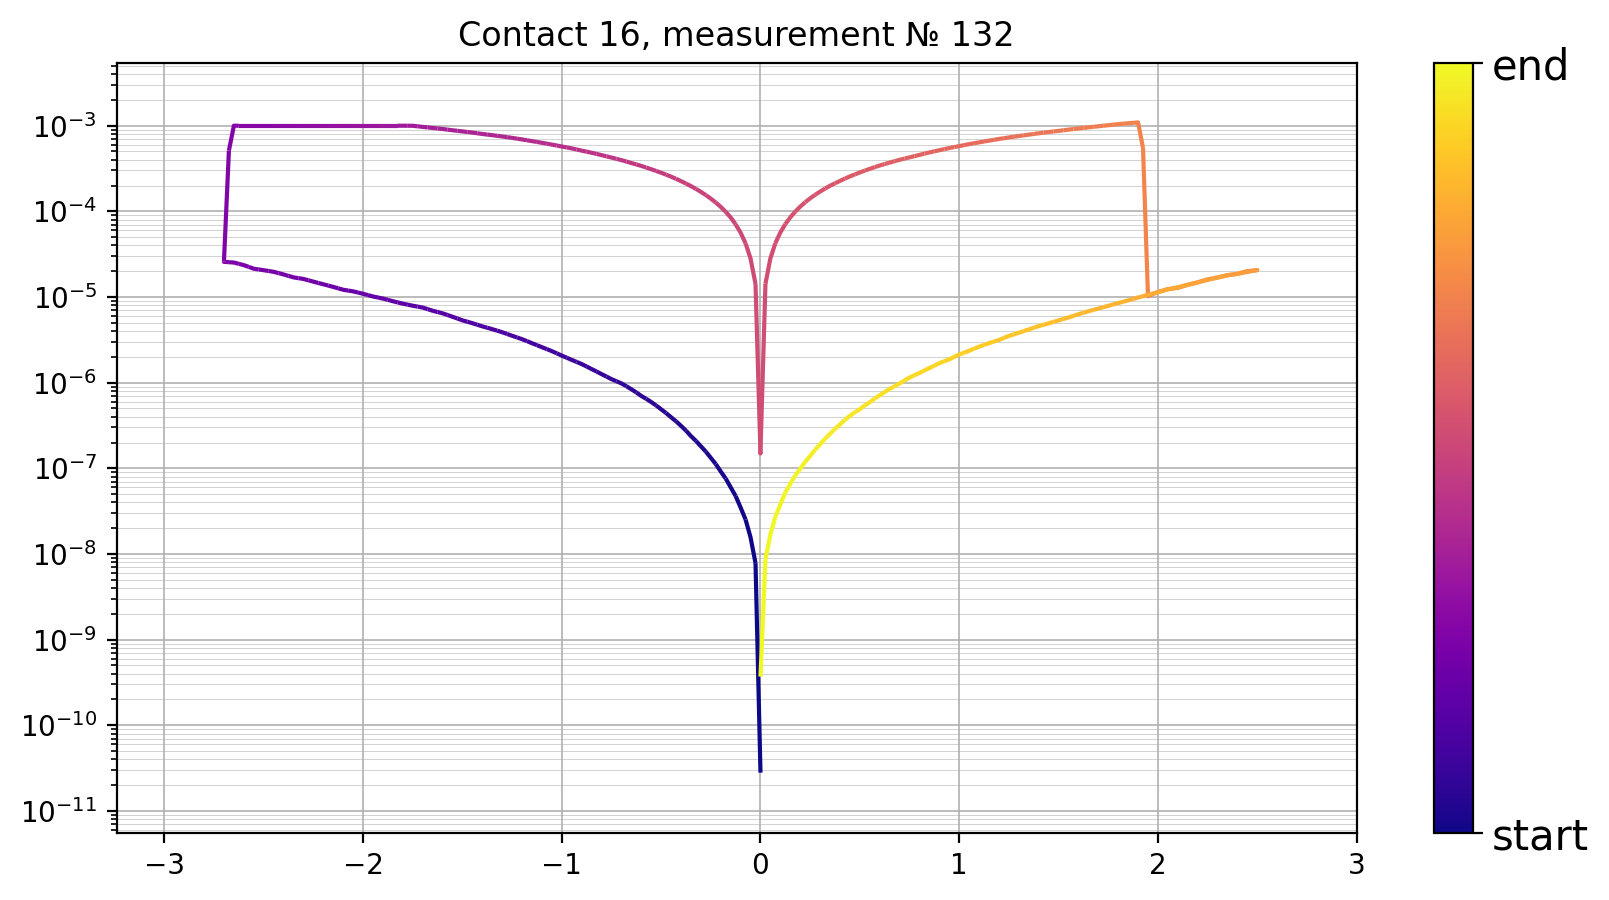 Contact 16, measurement № 132
10⁻³
10⁻⁴
10⁻⁵
10⁻⁶
10⁻⁷
10⁻⁸
10⁻⁹
10⁻¹⁰
10⁻¹¹
−3 −2 −1 0 1 2 3
end
start